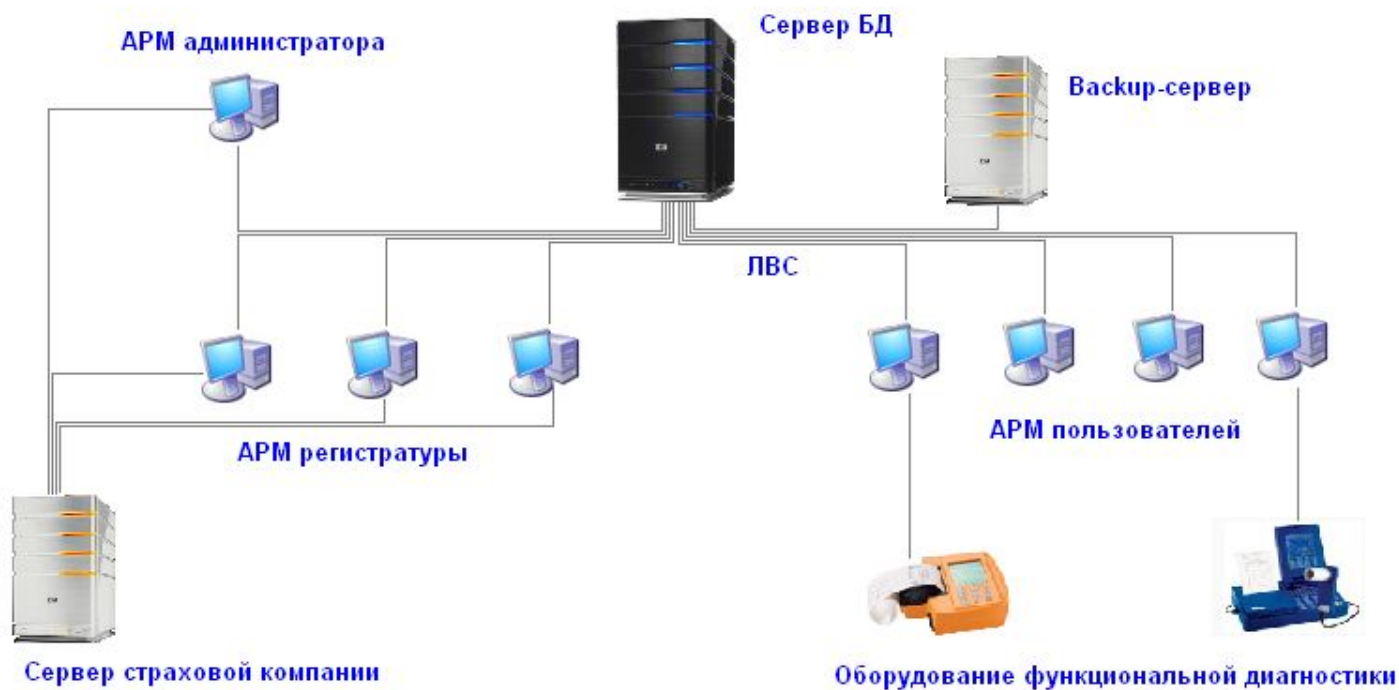 АРМ администратора
Сервер БД
Backup-сервер
ЛВС
АРМ регистратуры
АРМ пользователей
Сервер страховой компании
Оборудование функциональной диагностики